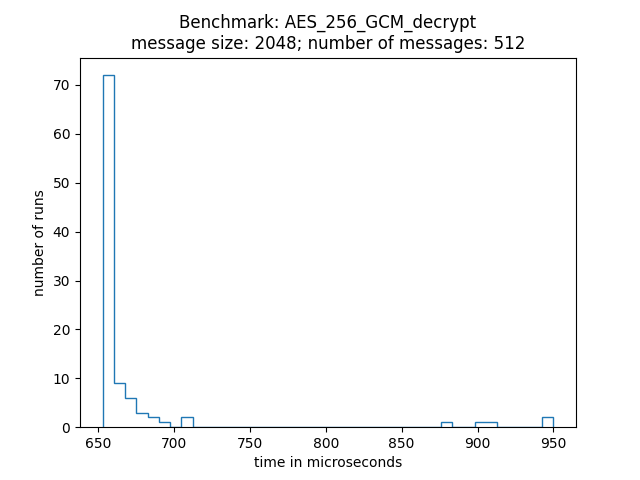 Benchmark: AES_256_GCM_decrypt
message size: 2048; number of messages: 512
70
60
50
40
30
20
10
0
number of runs
650 700 750 800 850 900 950
time in microseconds